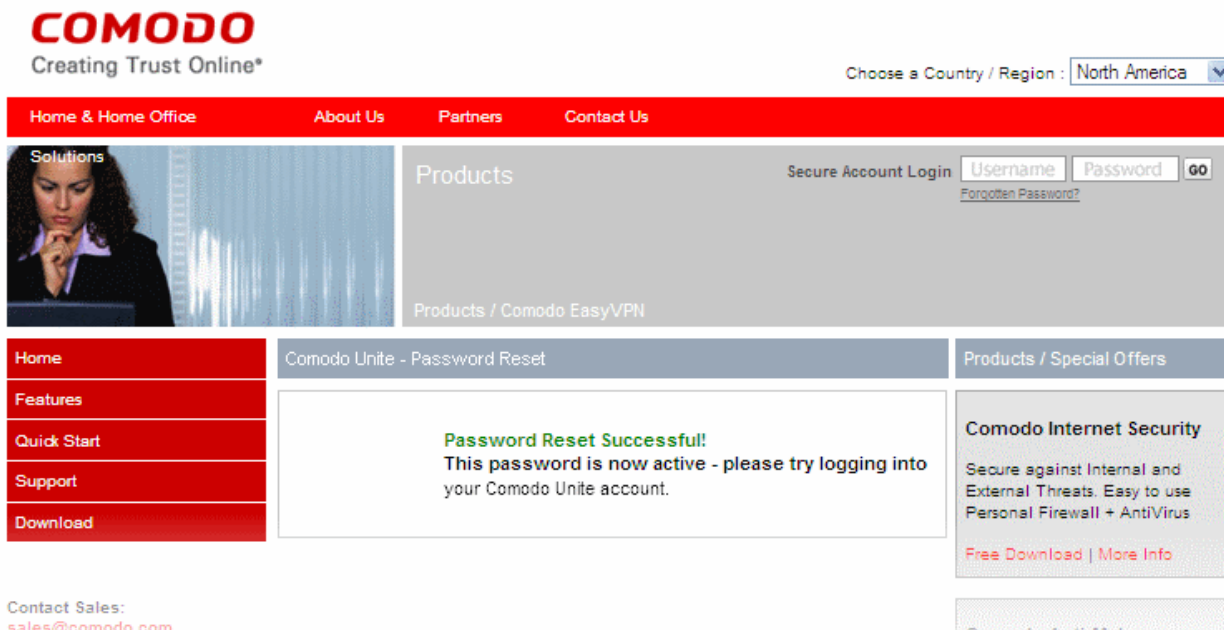 COMODO
Creating Trust Online®
Choose a Country / Region : North America
Home & Home Office About Us Partners Contact Us
Solutions
Products
Secure Account Login Username Password GO
Forgotten Password?
Products / Comodo EasyVPN
Home
Features
Quick Start
Support
Download
Comodo Unite - Password Reset
Password Reset Successful!
This password is now active - please try logging into
your Comodo Unite account.
Products / Special Offers
Comodo Internet Security
Secure against Internal and
External Threats. Easy to use
Personal Firewall + AntiVirus
Free Download | More Info
Contact Sales:
sales@comodo.com